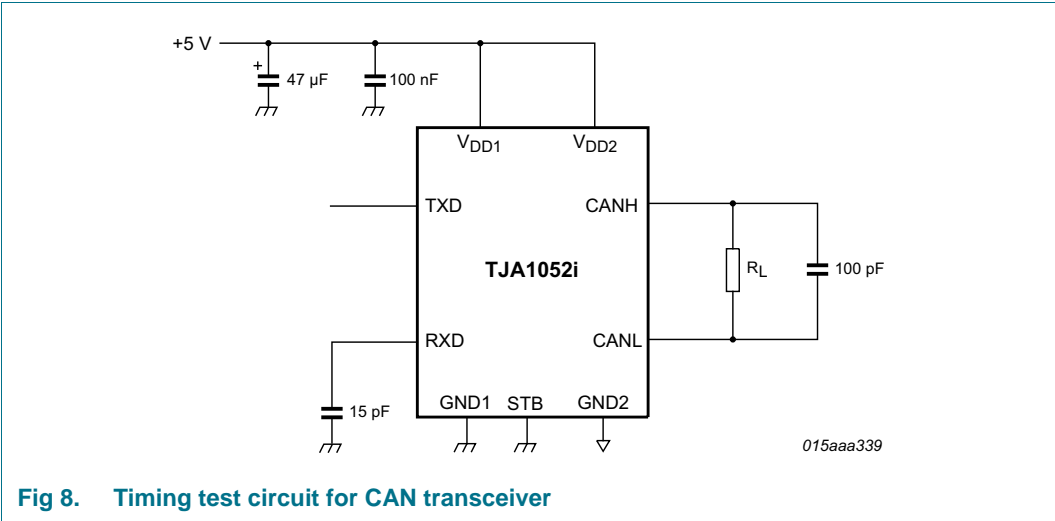 +5 V
+
47 µF
100 nF
VDD1
VDD2
TXD
CANH
TJA1052i
RL
100 pF
RXD
CANL
15 pF
GND1
STB
GND2
015aaa339
Fig 8. Timing test circuit for CAN transceiver